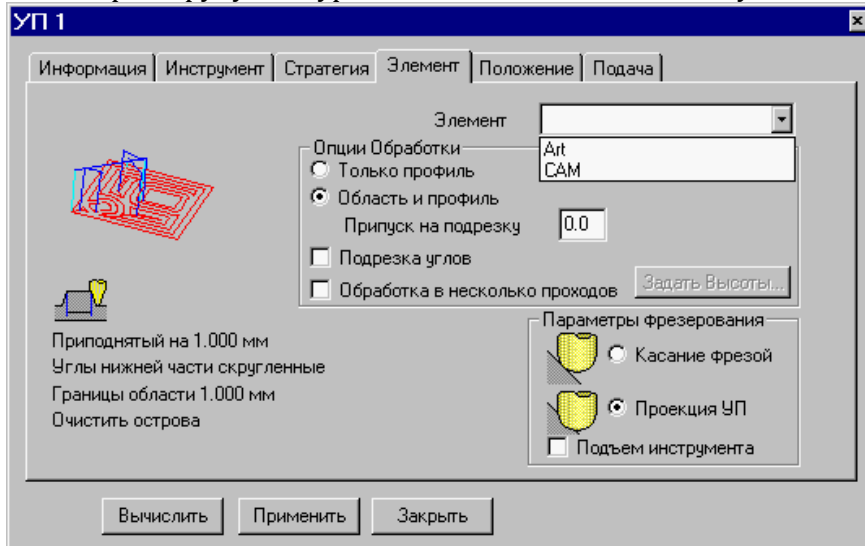 УП 1
Информация Инструмент Стратегия Элемент Положение Подача
Элемент
Art
CAM
Опции Обработки
Только профиль
Область и профиль
Припуск на подрезку 0.0
Подрезка углов
Обработка в несколько проходов Задать Высоты...
Приподнятый на 1.000 мм
Углы нижней части скругленные
Границы области 1.000 мм
Очистить острова
Параметры фрезерования
Касание фрезой
Проекция УП
Подъем инструмента
Вычислить Применить Закрыть